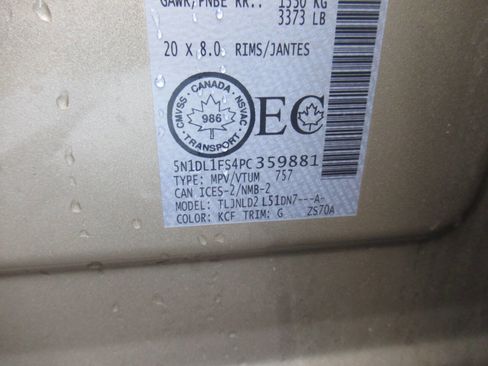 GAWR/PNBE RR.: 1530 KG
3373 LB
20 X 8.0 RIMS/JANTES
CMVSS · CANADA · NSVAC
986
· TRANSPORT ·
EC
5N1DL1FS4PC359881
TYPE: MPV/VTUM 757
CAN ICES-2/NMB-2
MODEL: TLJNLD2 L51DN7---A-
COLOR: KCF TRIM: G ZS70A